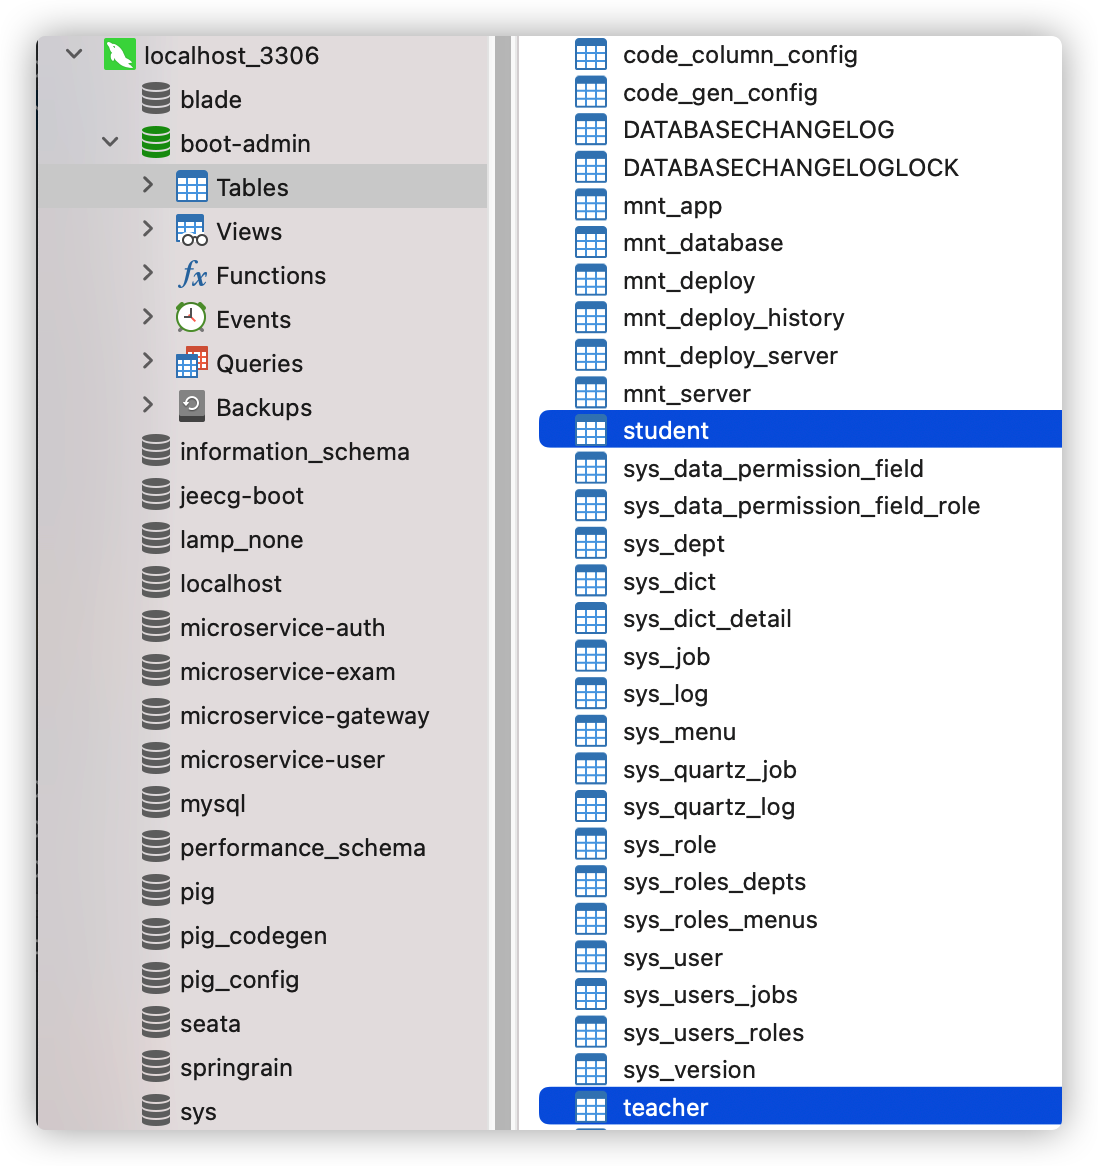 localhost_3306
blade
boot-admin
Tables
Views
fx Functions
Events
Queries
Backups
information_schema
jeecg-boot
lamp_none
localhost
microservice-auth
microservice-exam
microservice-gateway
microservice-user
mysql
performance_schema
pig
pig_codegen
pig_config
seata
springrain
sys
code_column_config
code_gen_config
DATABASECHANGELOG
DATABASECHANGELOGLOCK
mnt_app
mnt_database
mnt_deploy
mnt_deploy_history
mnt_deploy_server
mnt_server
student
sys_data_permission_field
sys_data_permission_field_role
sys_dept
sys_dict
sys_dict_detail
sys_job
sys_log
sys_menu
sys_quartz_job
sys_quartz_log
sys_role
sys_roles_depts
sys_roles_menus
sys_user
sys_users_jobs
sys_users_roles
sys_version
teacher